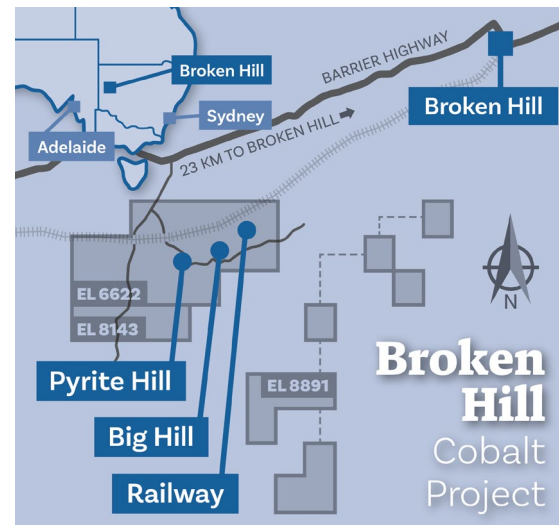 Broken Hill
Sydney
Adelaide
BARRIER HIGHWAY
Broken Hill
23 KM TO BROKEN HILL
N
EL 6622
EL 8143
EL 8891
Pyrite Hill
Big Hill
Railway
Broken
Hill
Cobalt
Project